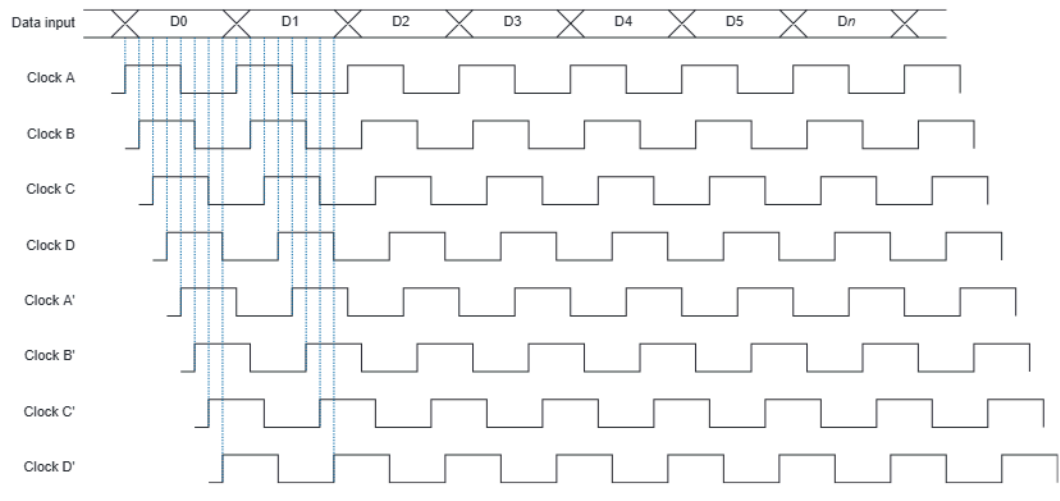 Data input D0 D1 D2 D3 D4 D5 Dn
Clock A
Clock B
Clock C
Clock D
Clock A'
Clock B'
Clock C'
Clock D'